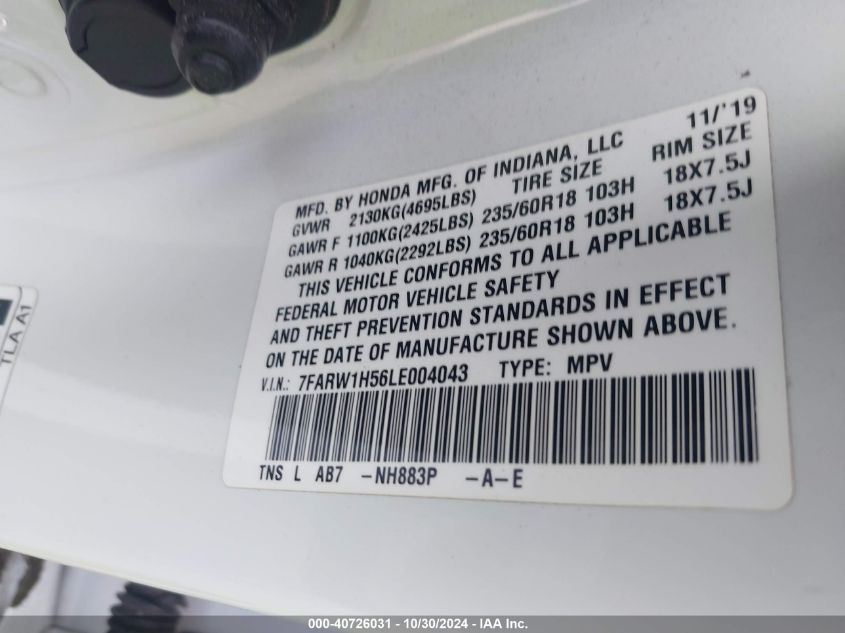 MFD. BY HONDA MFG. OF INDIANA, LLC 11/'19
GVWR 2130KG(4695LBS) TIRE SIZE RIM SIZE
GAWR F 1100KG(2425LBS) 235/60R18 103H 18X7.5J
GAWR R 1040KG(2292LBS) 235/60R18 103H 18X7.5J
THIS VEHICLE CONFORMS TO ALL APPLICABLE
FEDERAL MOTOR VEHICLE SAFETY
AND THEFT PREVENTION STANDARDS IN EFFECT
ON THE DATE OF MANUFACTURE SHOWN ABOVE.
V.I.N.: 7FARW1H56LE004043 TYPE: MPV
TNS L AB7 -NH883P -A-E
TLA A1
000-40726031 - 10/30/2024 - IAA Inc.